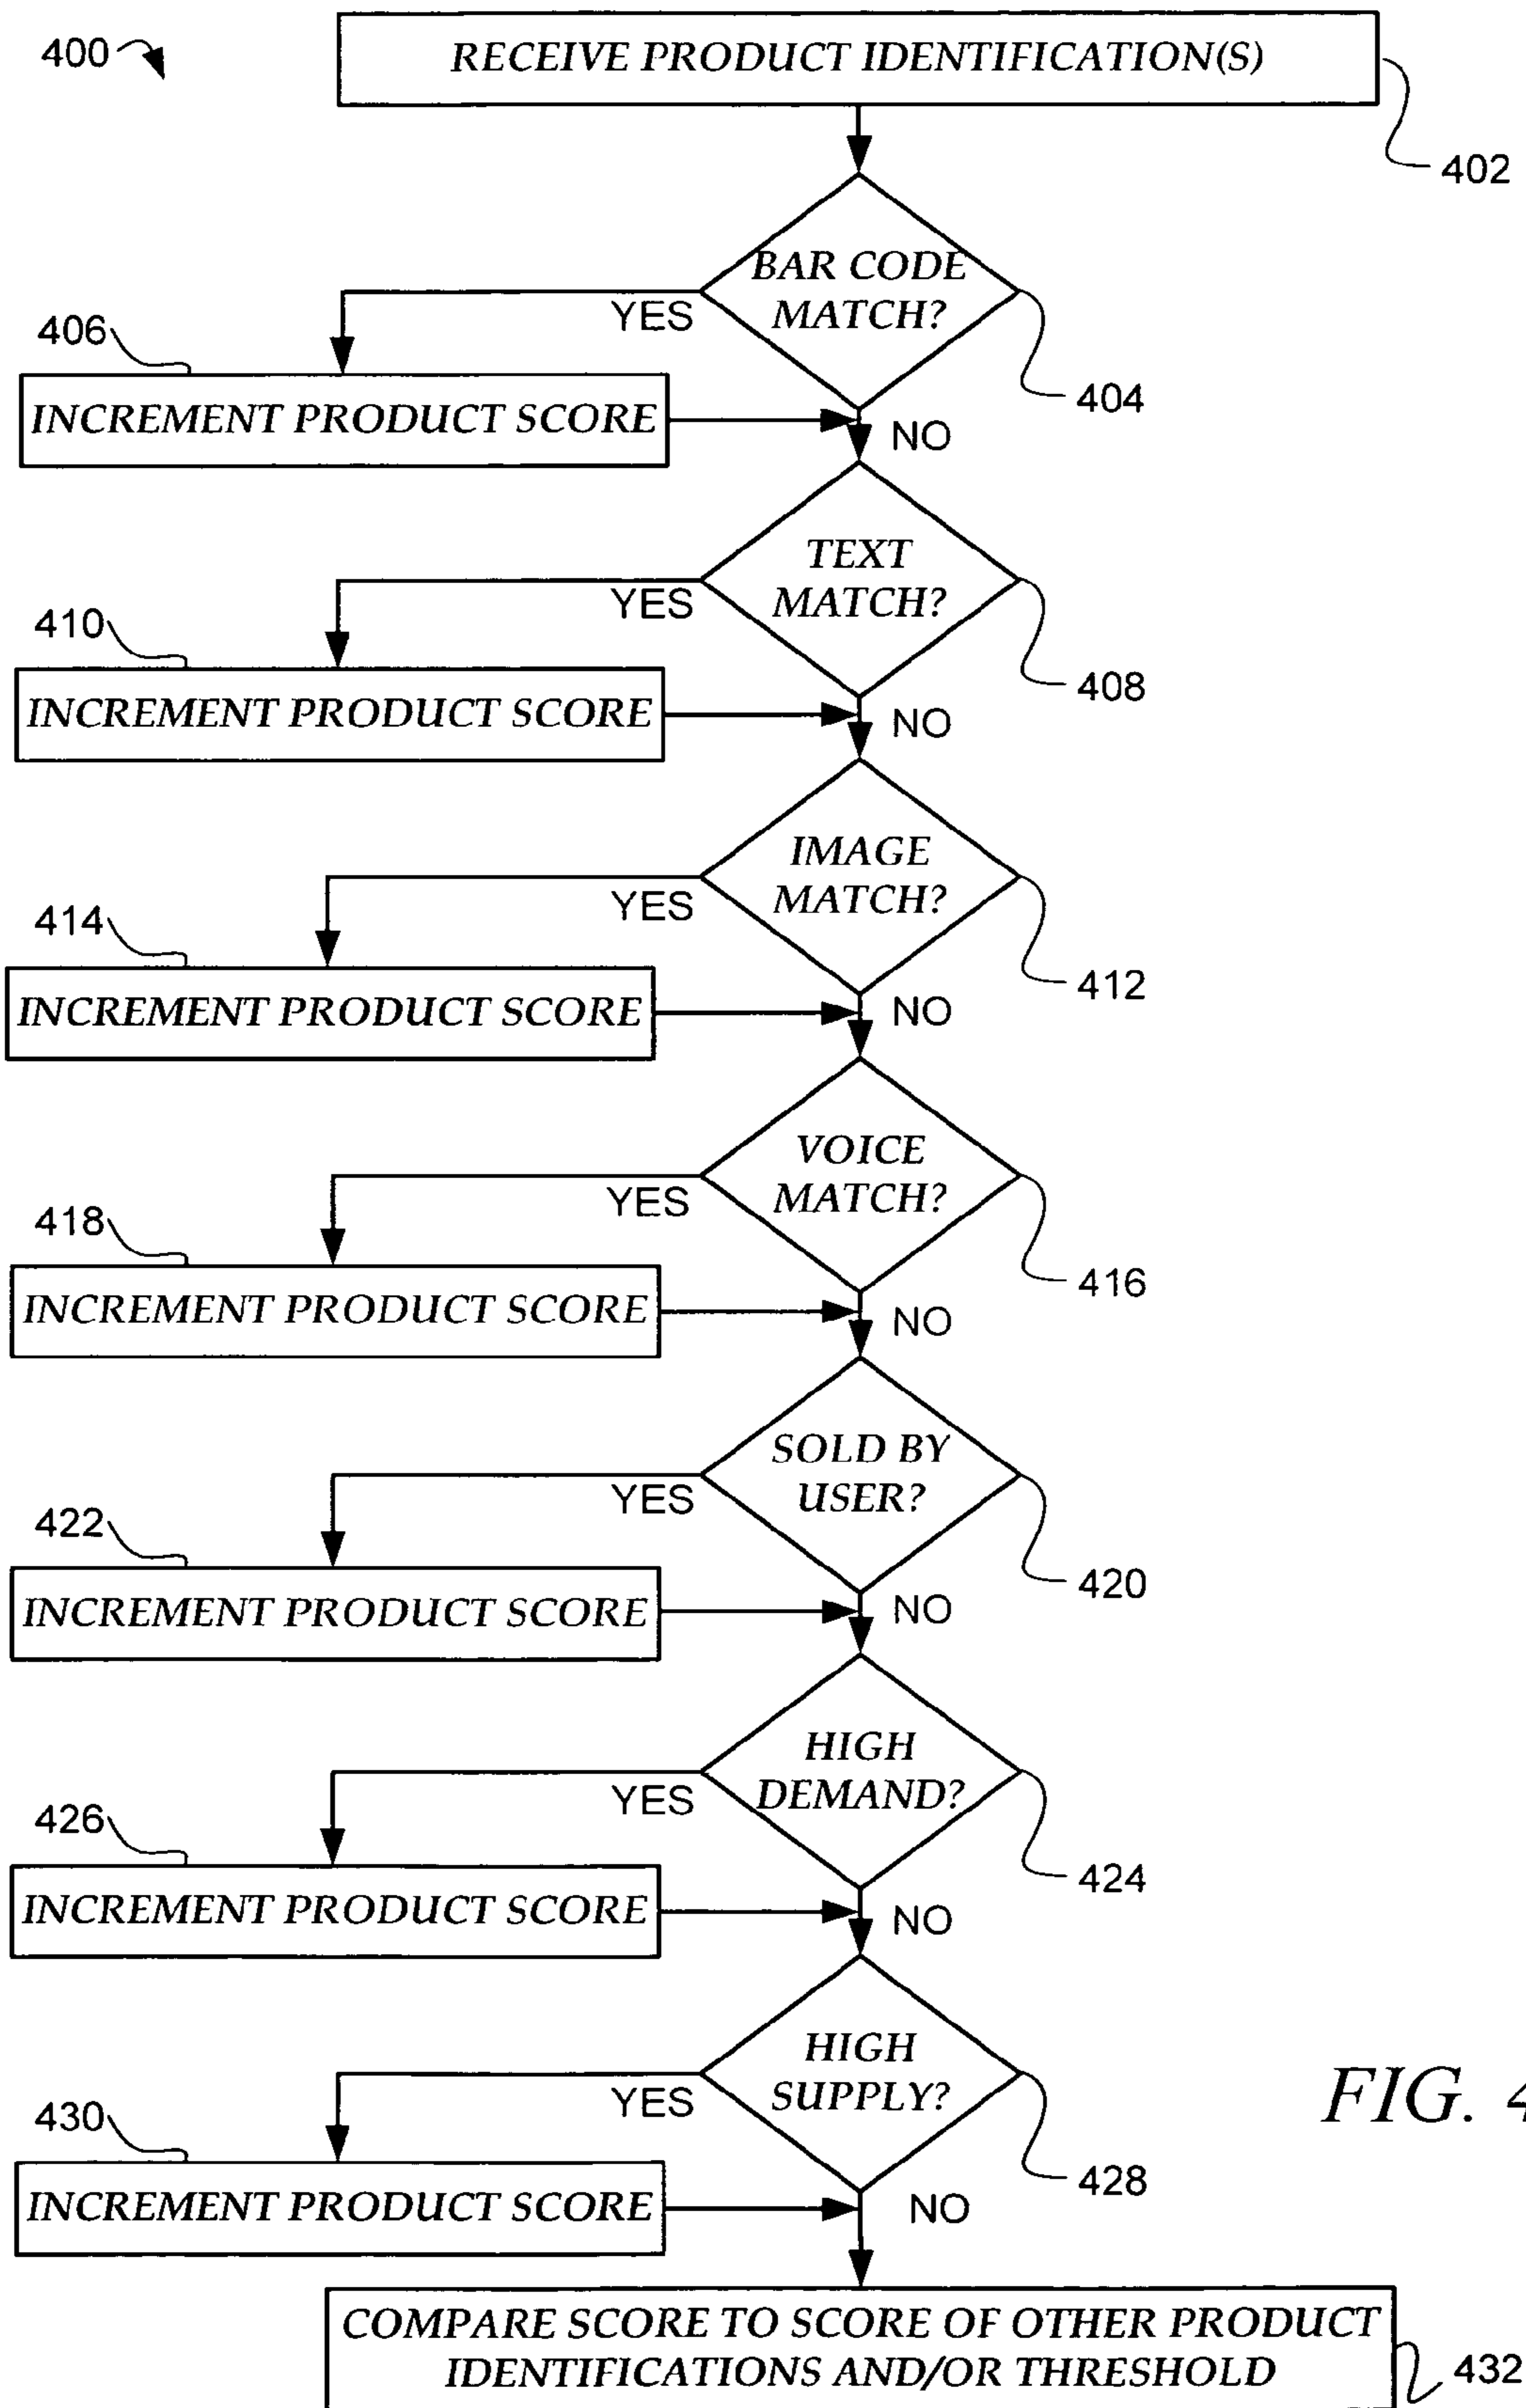 400
RECEIVE PRODUCT IDENTIFICATION(S)
402
BAR CODE
MATCH?
YES
404
406
INCREMENT PRODUCT SCORE
NO
TEXT
MATCH?
YES
408
410
INCREMENT PRODUCT SCORE
NO
IMAGE
MATCH?
YES
412
414
INCREMENT PRODUCT SCORE
NO
VOICE
MATCH?
YES
416
418
INCREMENT PRODUCT SCORE
NO
SOLD BY
USER?
YES
420
422
INCREMENT PRODUCT SCORE
NO
HIGH
DEMAND?
YES
424
426
INCREMENT PRODUCT SCORE
NO
HIGH
SUPPLY?
YES
428
FIG. 4
430
INCREMENT PRODUCT SCORE
NO
COMPARE SCORE TO SCORE OF OTHER PRODUCT
IDENTIFICATIONS AND/OR THRESHOLD
432